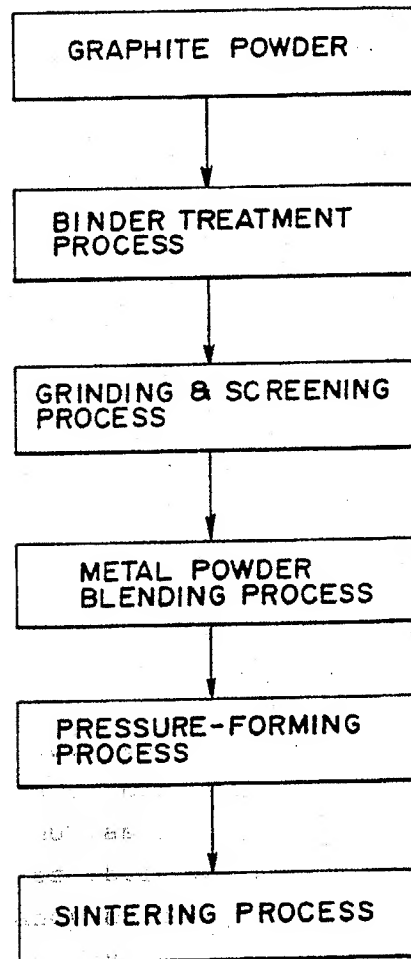 GRAPHITE POWDER
BINDER TREATMENT
PROCESS
GRINDING & SCREENING
PROCESS
METAL POWDER
BLENDING PROCESS
PRESSURE-FORMING
PROCESS
SINTERING PROCESS